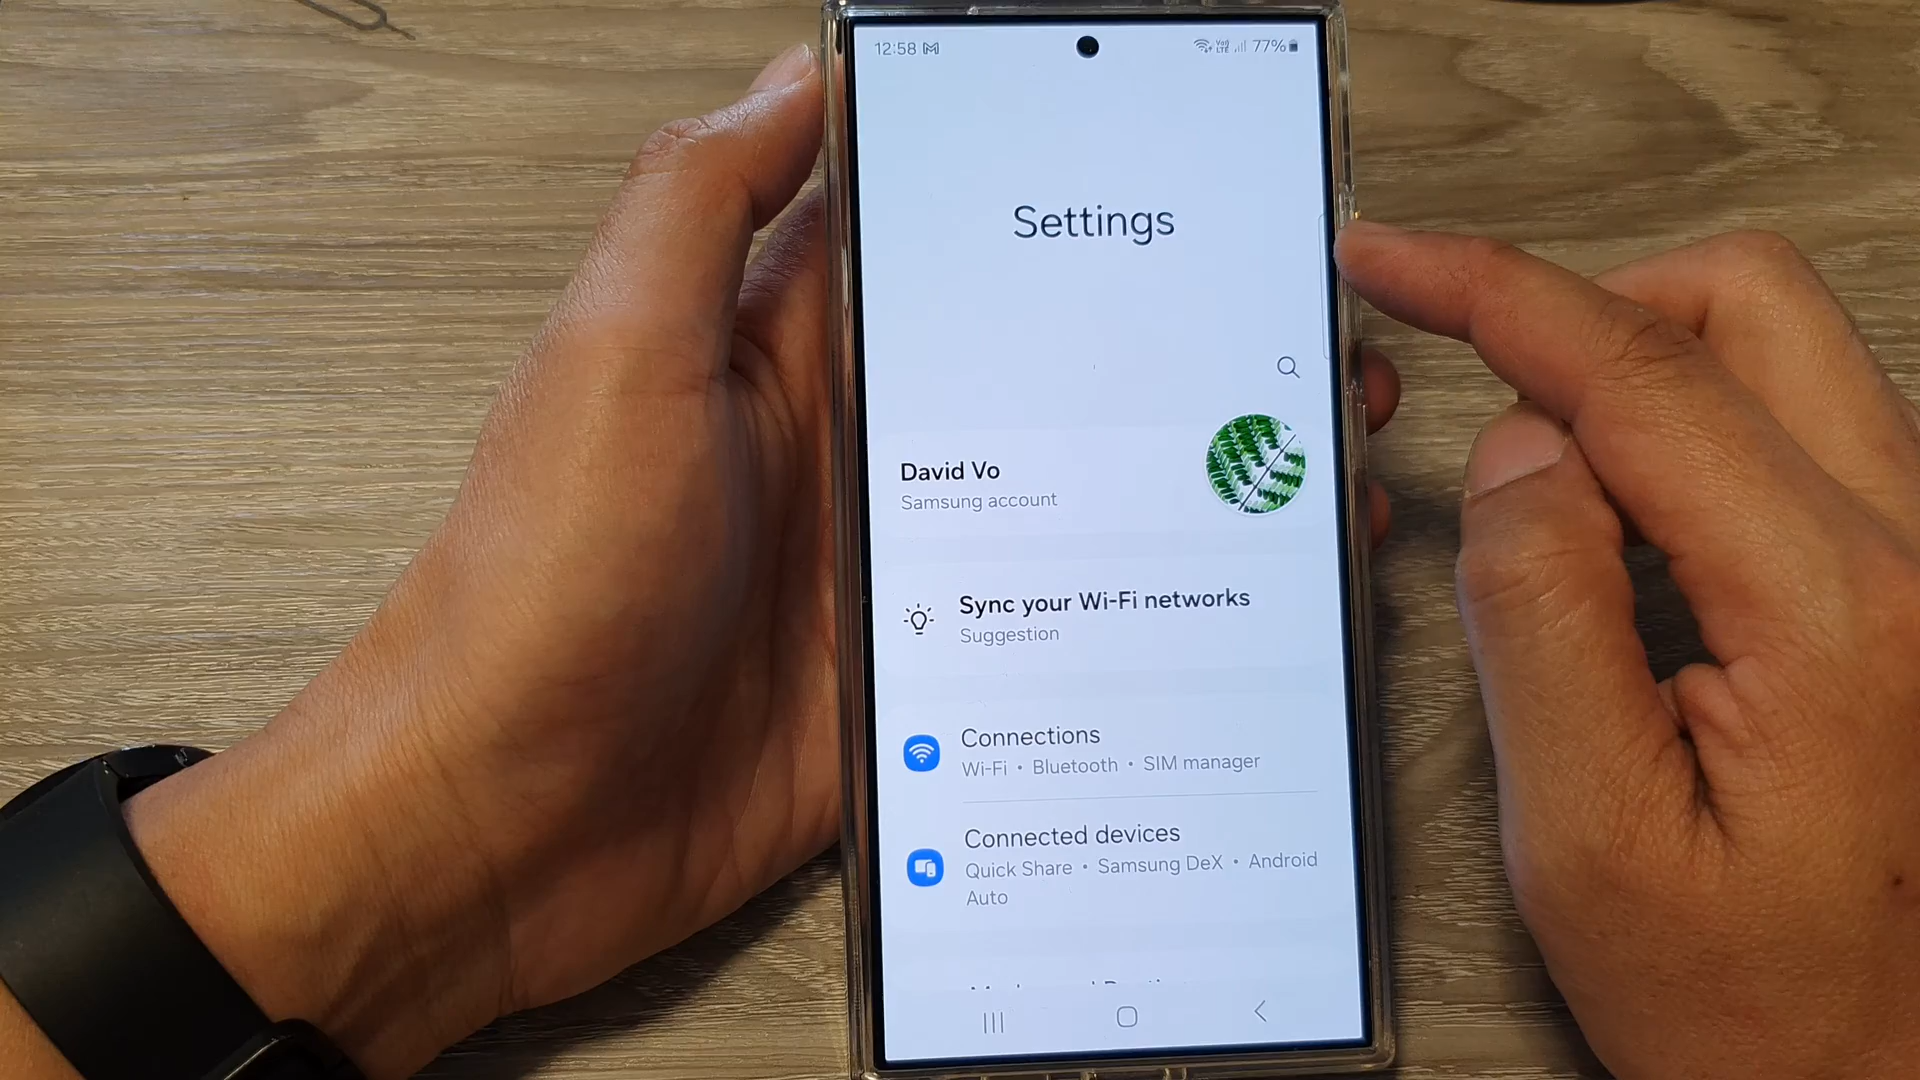 12:58 77%
Settings
David Vo
Samsung account
Sync your Wi-Fi networks
Suggestion
Connections
Wi-Fi • Bluetooth • SIM manager
Connected devices
Quick Share • Samsung DeX • Android
Auto